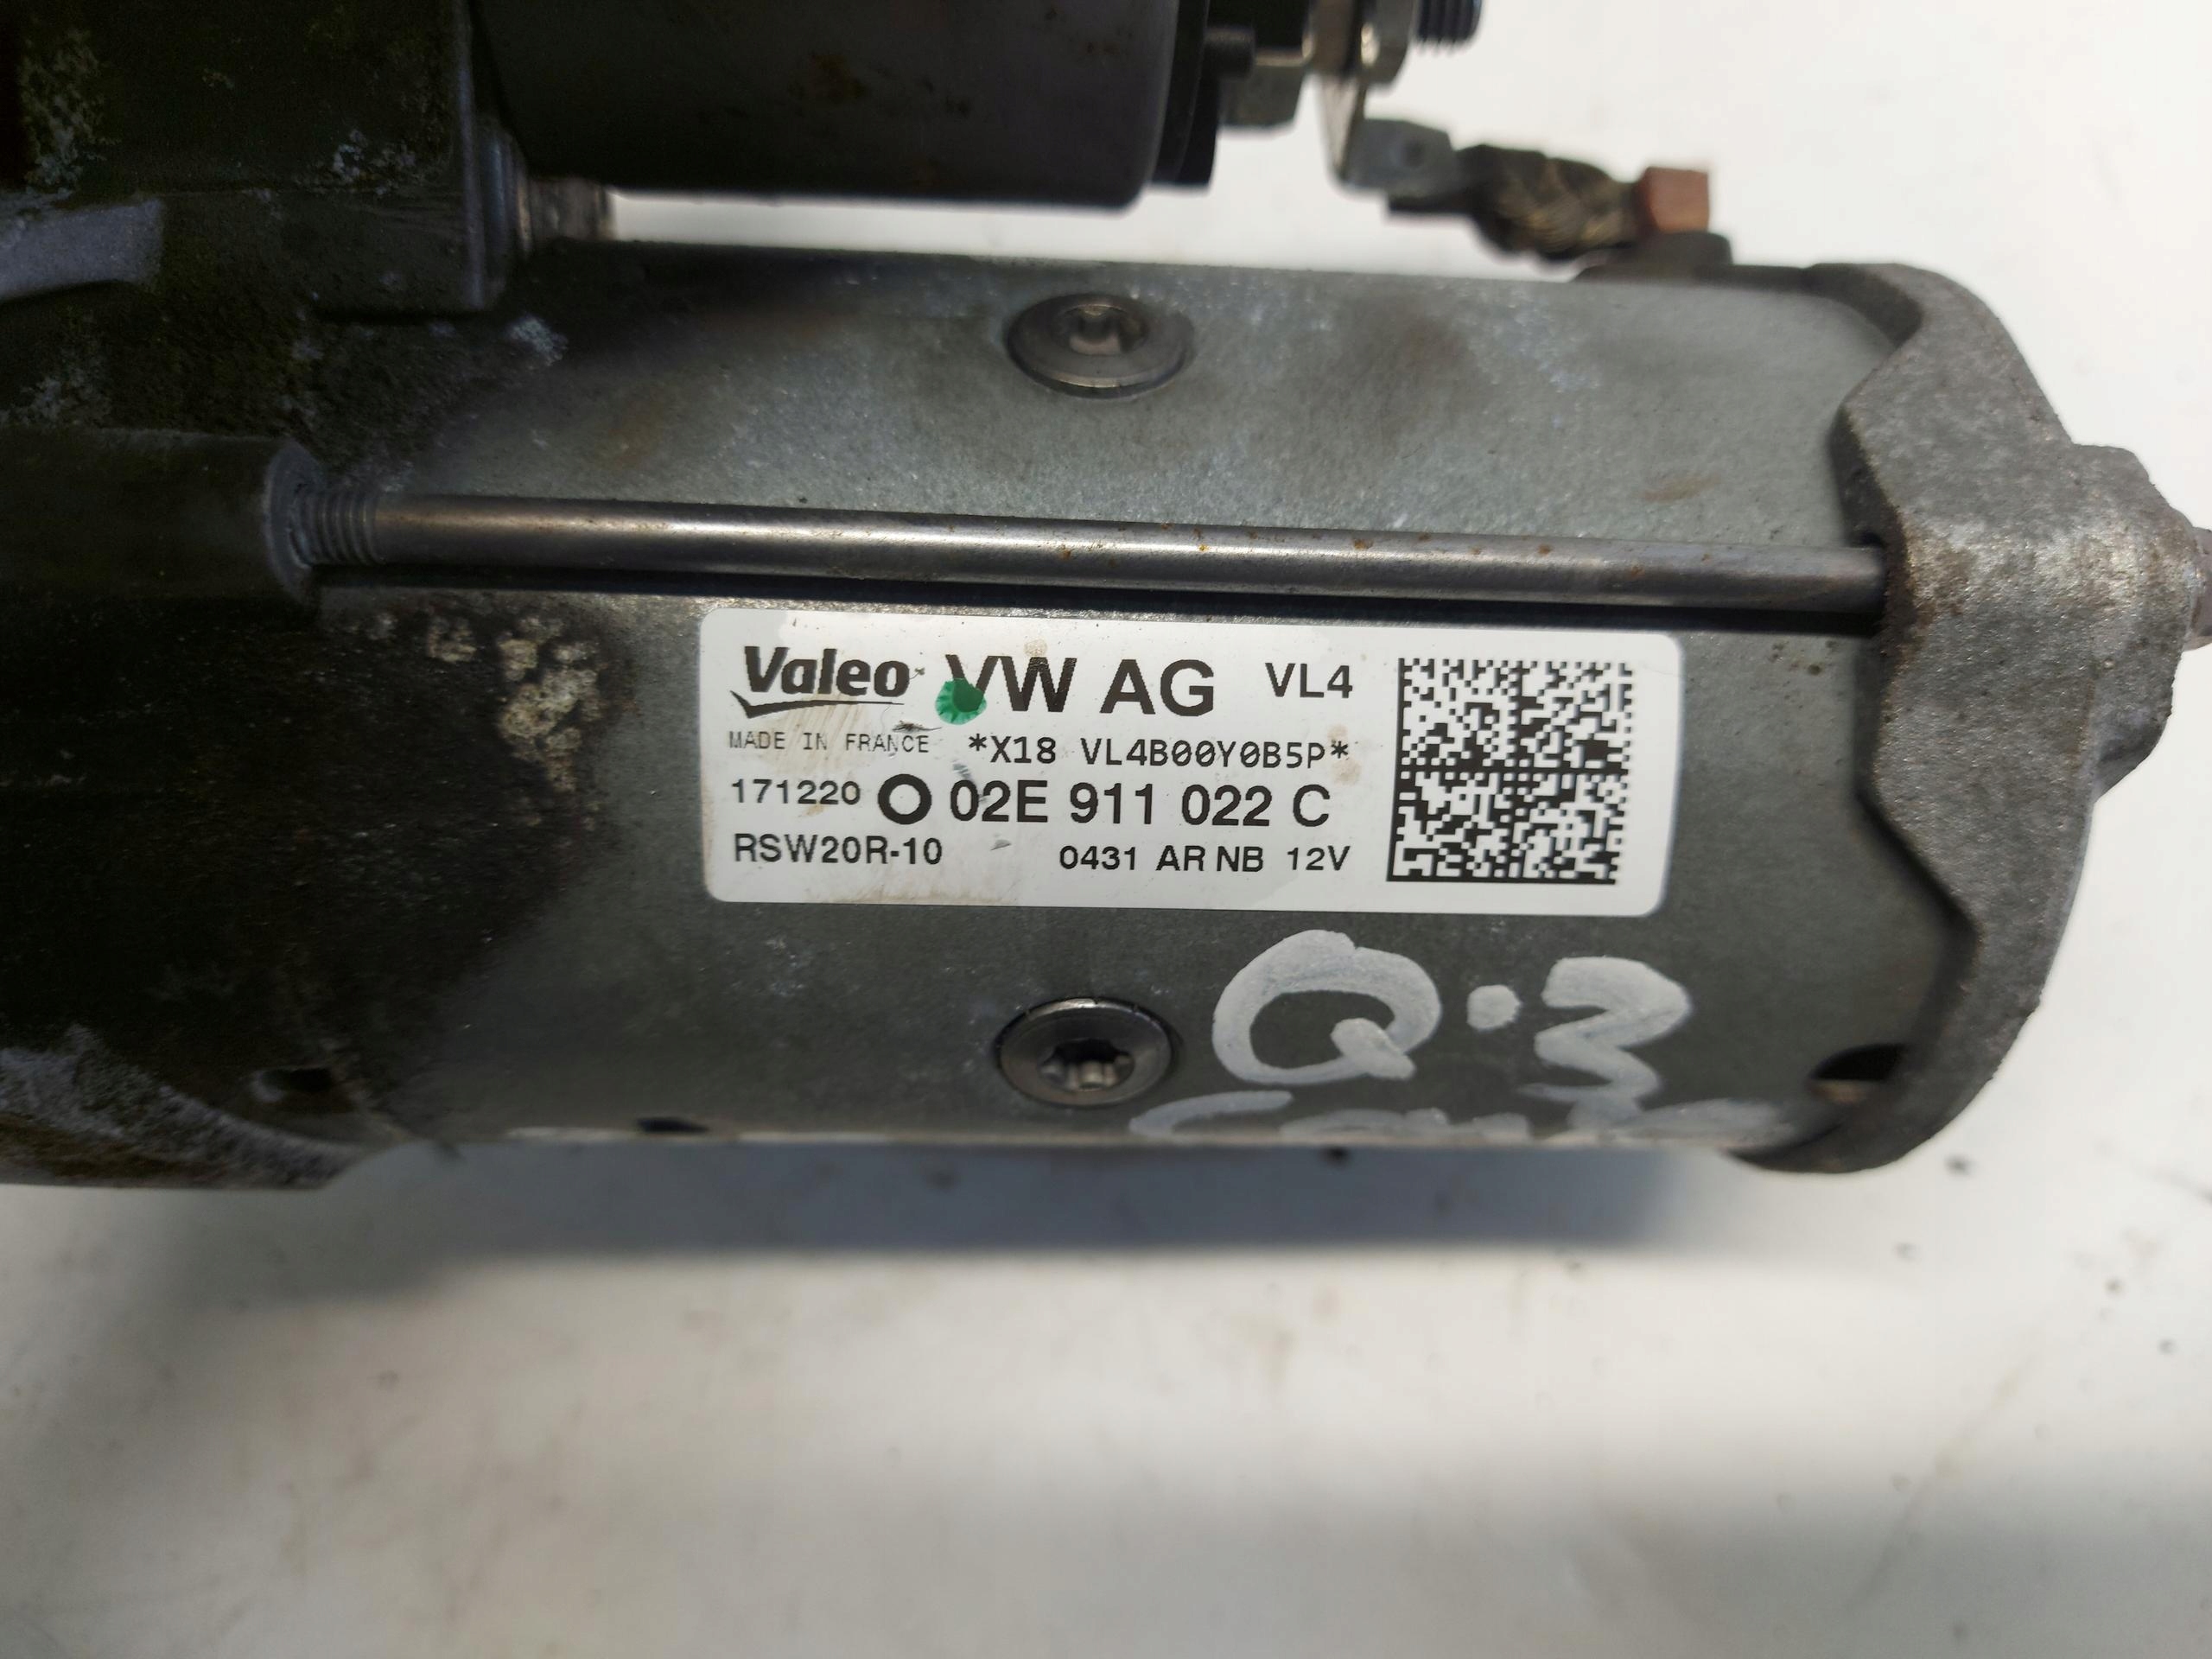 Valeo VW AG VL4
MADE IN FRANCE *X18 VL4B00Y0B5P*
171220 O 02E 911 022 C
RSW20R-10 0431 AR NB 12V
Q.3